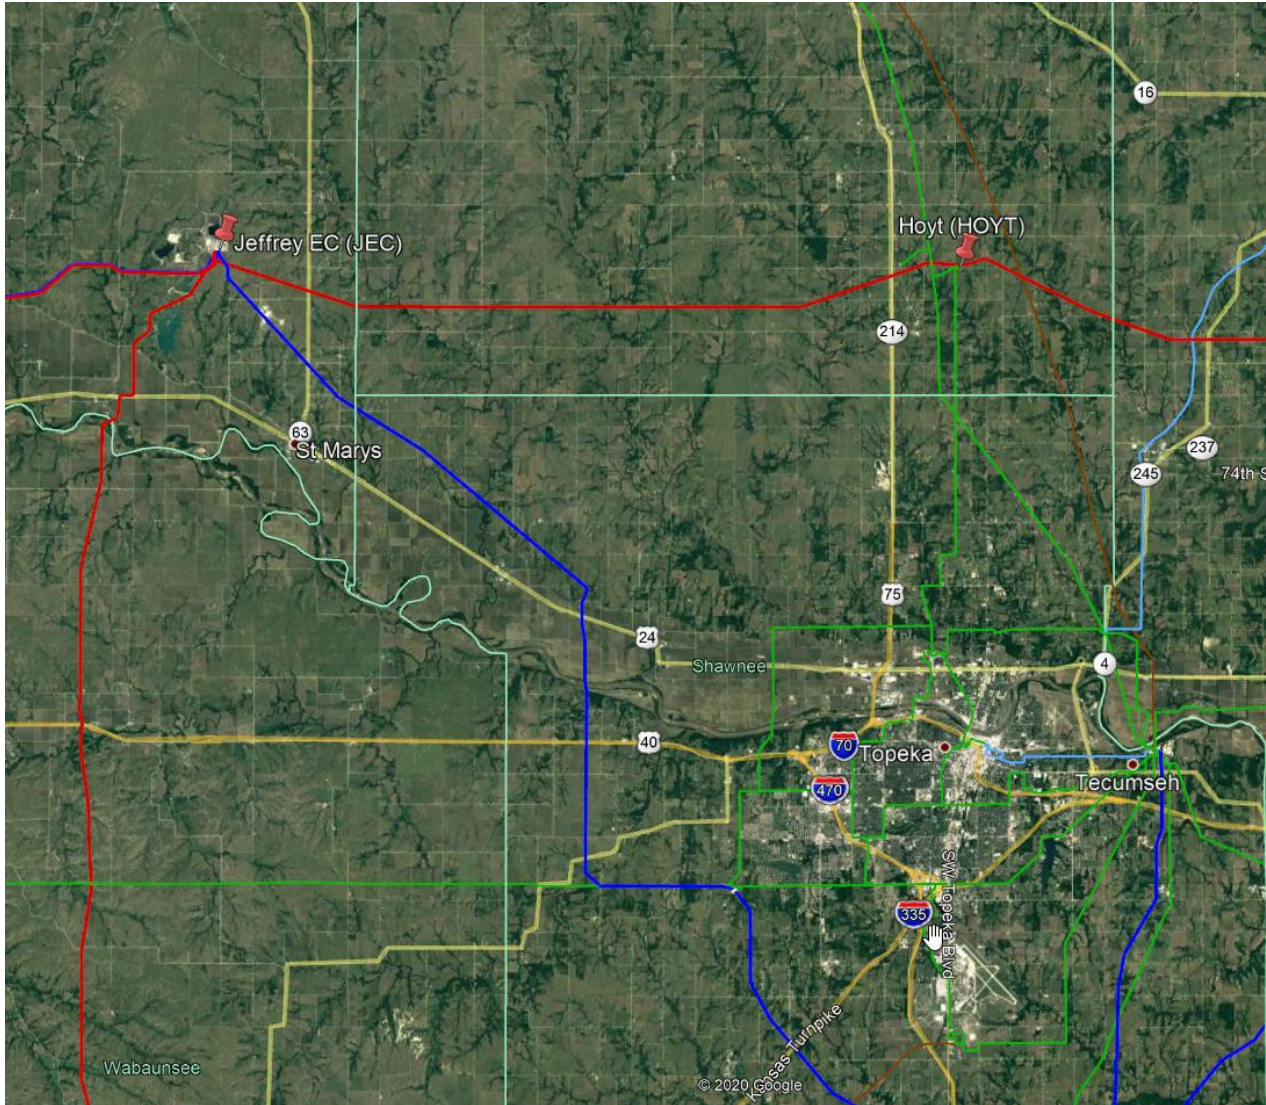 16
Jeffrey EC (JEC)
Hoyt (HOYT)
214
63
St Marys
237
245
74th S
75
24
Shawnee
4
70
Topeka
40
Tecumseh
470
SW Topeka Blvd
335
Kansas Turnpike
Wabaunsee
© 2020 Google